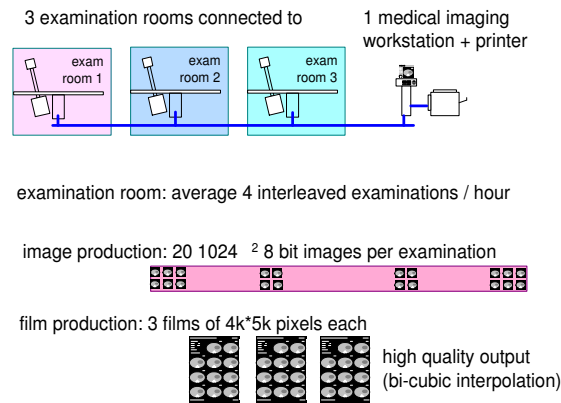 3 examination rooms connected to
1 medical imaging
workstation + printer
exam
room 1
exam
room 2
exam
room 3
examination room: average 4 interleaved examinations / hour
image production: 20 1024 ² 8 bit images per examination
film production: 3 films of 4k*5k pixels each
high quality output
(bi-cubic interpolation)